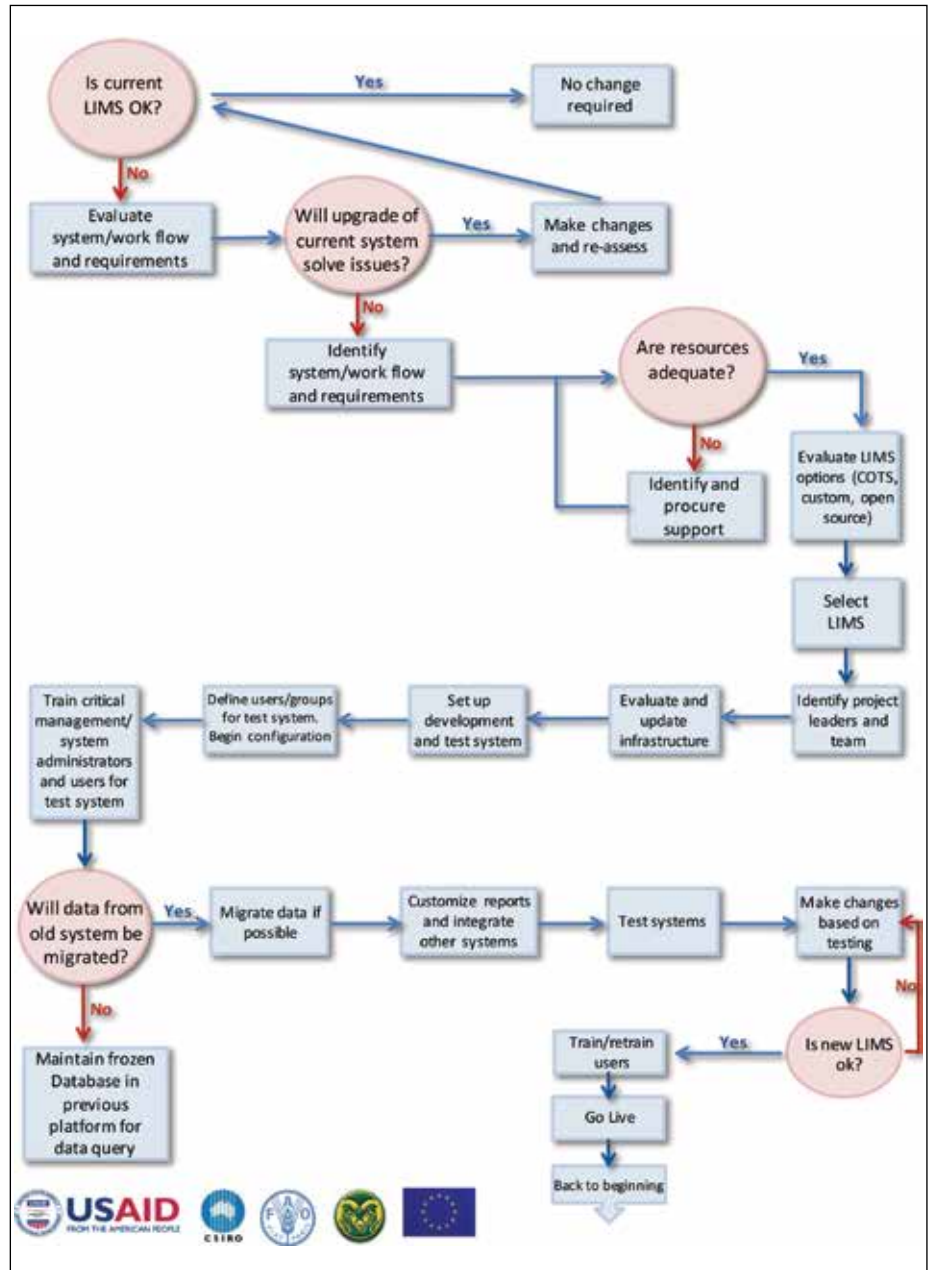 Is current
LIMS OK?
Yes
No change
required
No
Evaluate
system/work flow
and requirements
Will upgrade of
current system
solve issues?
Yes
Make changes
and re-assess
No
Identify
system/work flow
and requirements
Are resources
adequate?
Yes
No
Identify and
procure
support
Evaluate LIMS
options (COTS,
custom, open
source)
Select
LIMS
Identify project
leaders and
team
Evaluate and
update
infrastructure
Set up
development
and test system
Define users/groups
for test system.
Begin configuration
Train critical
management/
system
administrators
and users for
test system
Will data from
old system be
migrated?
Yes
Migrate data if
possible
Customize reports
and integrate
other systems
Test systems
Make changes
based on
testing
No
No
Maintain frozen
Database in
previous
platform for
data query
Is new LIMS
ok?
Yes
Train/retrain
users
Go Live
Back to beginning
USAID
FROM THE AMERICAN PEOPLE
CSIRO
F O